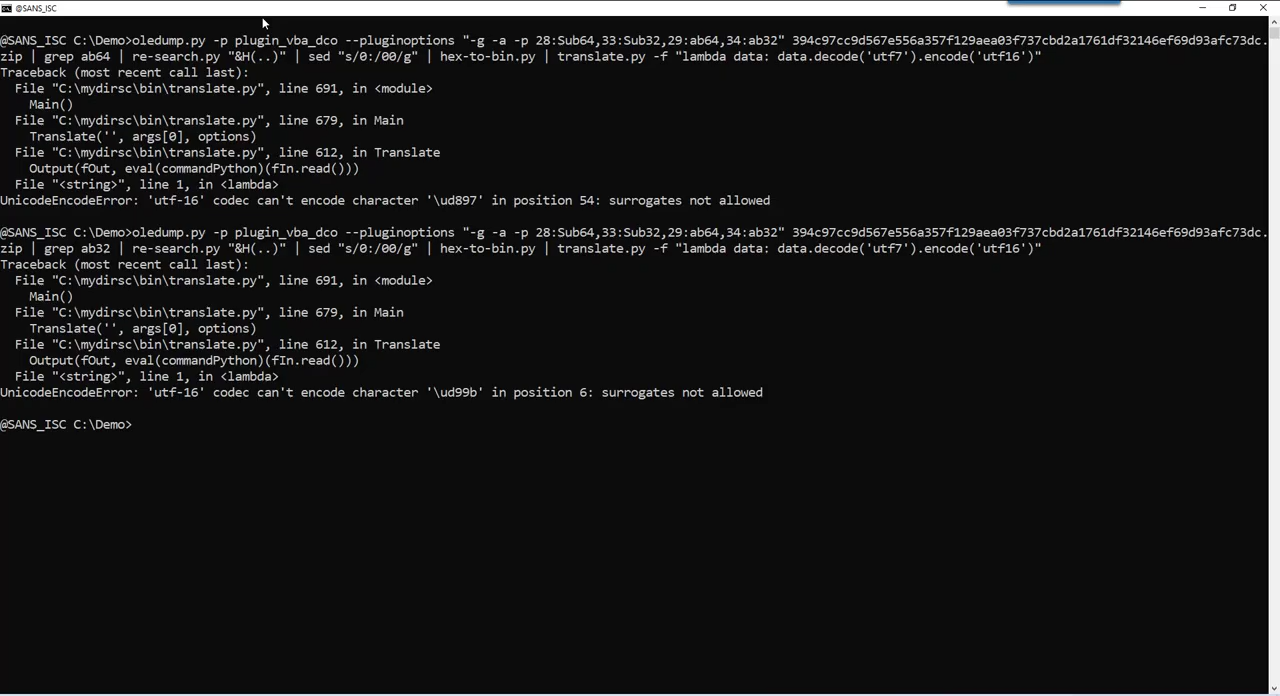 @SANS_ISC
@SANS_ISC C:\Demo>oledump.py -p plugin_vba_dco --pluginoptions "-g -a -p 28:Sub64,33:Sub32,29:ab64,34:ab32" 394c97cc9d567e556a357f129aea03f737cbd2a1761df32146ef69d93afc73dc.
zip | grep ab64 | re-search.py "&H(..)" | sed "s/0:/00/g" | hex-to-bin.py | translate.py -f "lambda data: data.decode('utf7').encode('utf16')"
Traceback (most recent call last):
  File "C:\mydirsc\bin\translate.py", line 691, in <module>
    Main()
  File "C:\mydirsc\bin\translate.py", line 679, in Main
    Translate('', args[0], options)
  File "C:\mydirsc\bin\translate.py", line 612, in Translate
    Output(fOut, eval(commandPython)(fIn.read()))
  File "<string>", line 1, in <lambda>
UnicodeEncodeError: 'utf-16' codec can't encode character '\ud897' in position 54: surrogates not allowed
@SANS_ISC C:\Demo>oledump.py -p plugin_vba_dco --pluginoptions "-g -a -p 28:Sub64,33:Sub32,29:ab64,34:ab32" 394c97cc9d567e556a357f129aea03f737cbd2a1761df32146ef69d93afc73dc.
zip | grep ab32 | re-search.py "&H(..)" | sed "s/0:/00/g" | hex-to-bin.py | translate.py -f "lambda data: data.decode('utf7').encode('utf16')"
Traceback (most recent call last):
  File "C:\mydirsc\bin\translate.py", line 691, in <module>
    Main()
  File "C:\mydirsc\bin\translate.py", line 679, in Main
    Translate('', args[0], options)
  File "C:\mydirsc\bin\translate.py", line 612, in Translate
    Output(fOut, eval(commandPython)(fIn.read()))
  File "<string>", line 1, in <lambda>
UnicodeEncodeError: 'utf-16' codec can't encode character '\ud99b' in position 6: surrogates not allowed
@SANS_ISC C:\Demo>